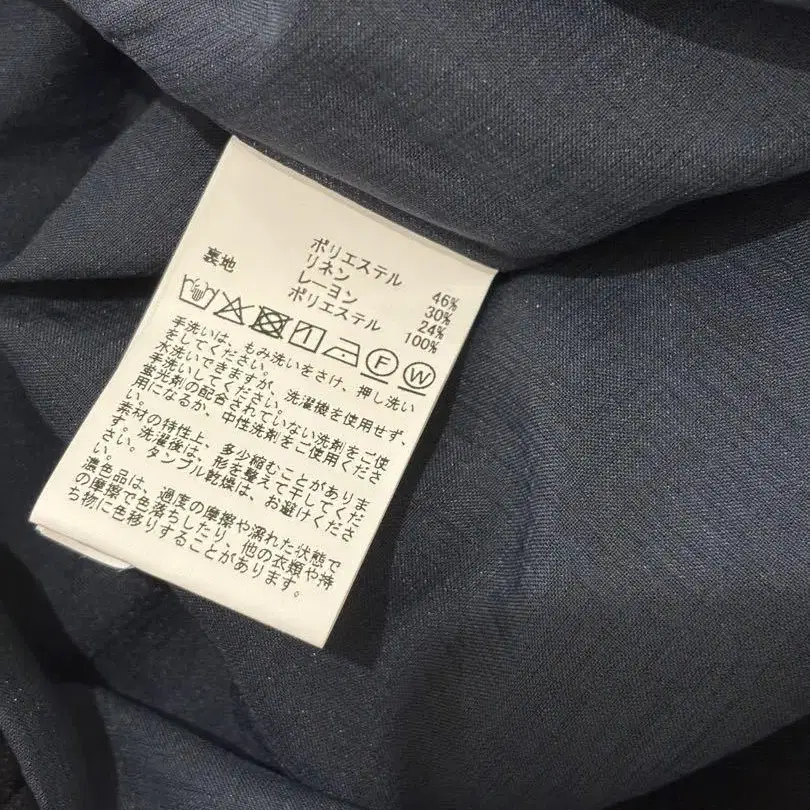 ポリエステル 46%
リネン 30%
レーヨン 24%
裏地 ポリエステル 100%
F W
手洗いは、もみ洗いをさけ、押し洗い
をしてください。
水洗いできますが、洗濯機を使用せず、
手洗いしてください。
蛍光剤の配合されていない洗剤をご使
用になるか、中性洗剤をご使用くださ
い。
素材の特性上、多少縮むことがありま
す。洗濯後は、形を整えて干してくだ
さい。タンブル乾燥は、お避けくださ
い。
濃色品は、過度の摩擦や濡れた状態で
の摩擦で色落ちしたり、他の衣類や持
ち物に色移りすることがあります。